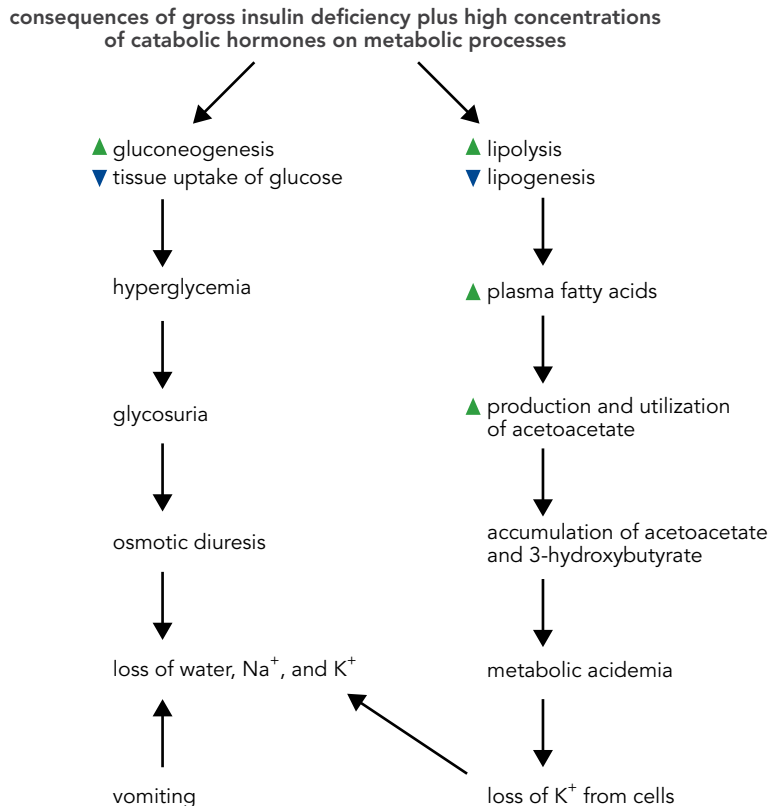 consequences of gross insulin deficiency plus high concentrations
of catabolic hormones on metabolic processes
gluconeogenesis
tissue uptake of glucose
hyperglycemia
glycosuria
osmotic diuresis
loss of water, Na⁺, and K⁺
vomiting
lipolysis
lipogenesis
plasma fatty acids
production and utilization
of acetoacetate
accumulation of acetoacetate
and 3-hydroxybutyrate
metabolic acidemia
loss of K⁺ from cells